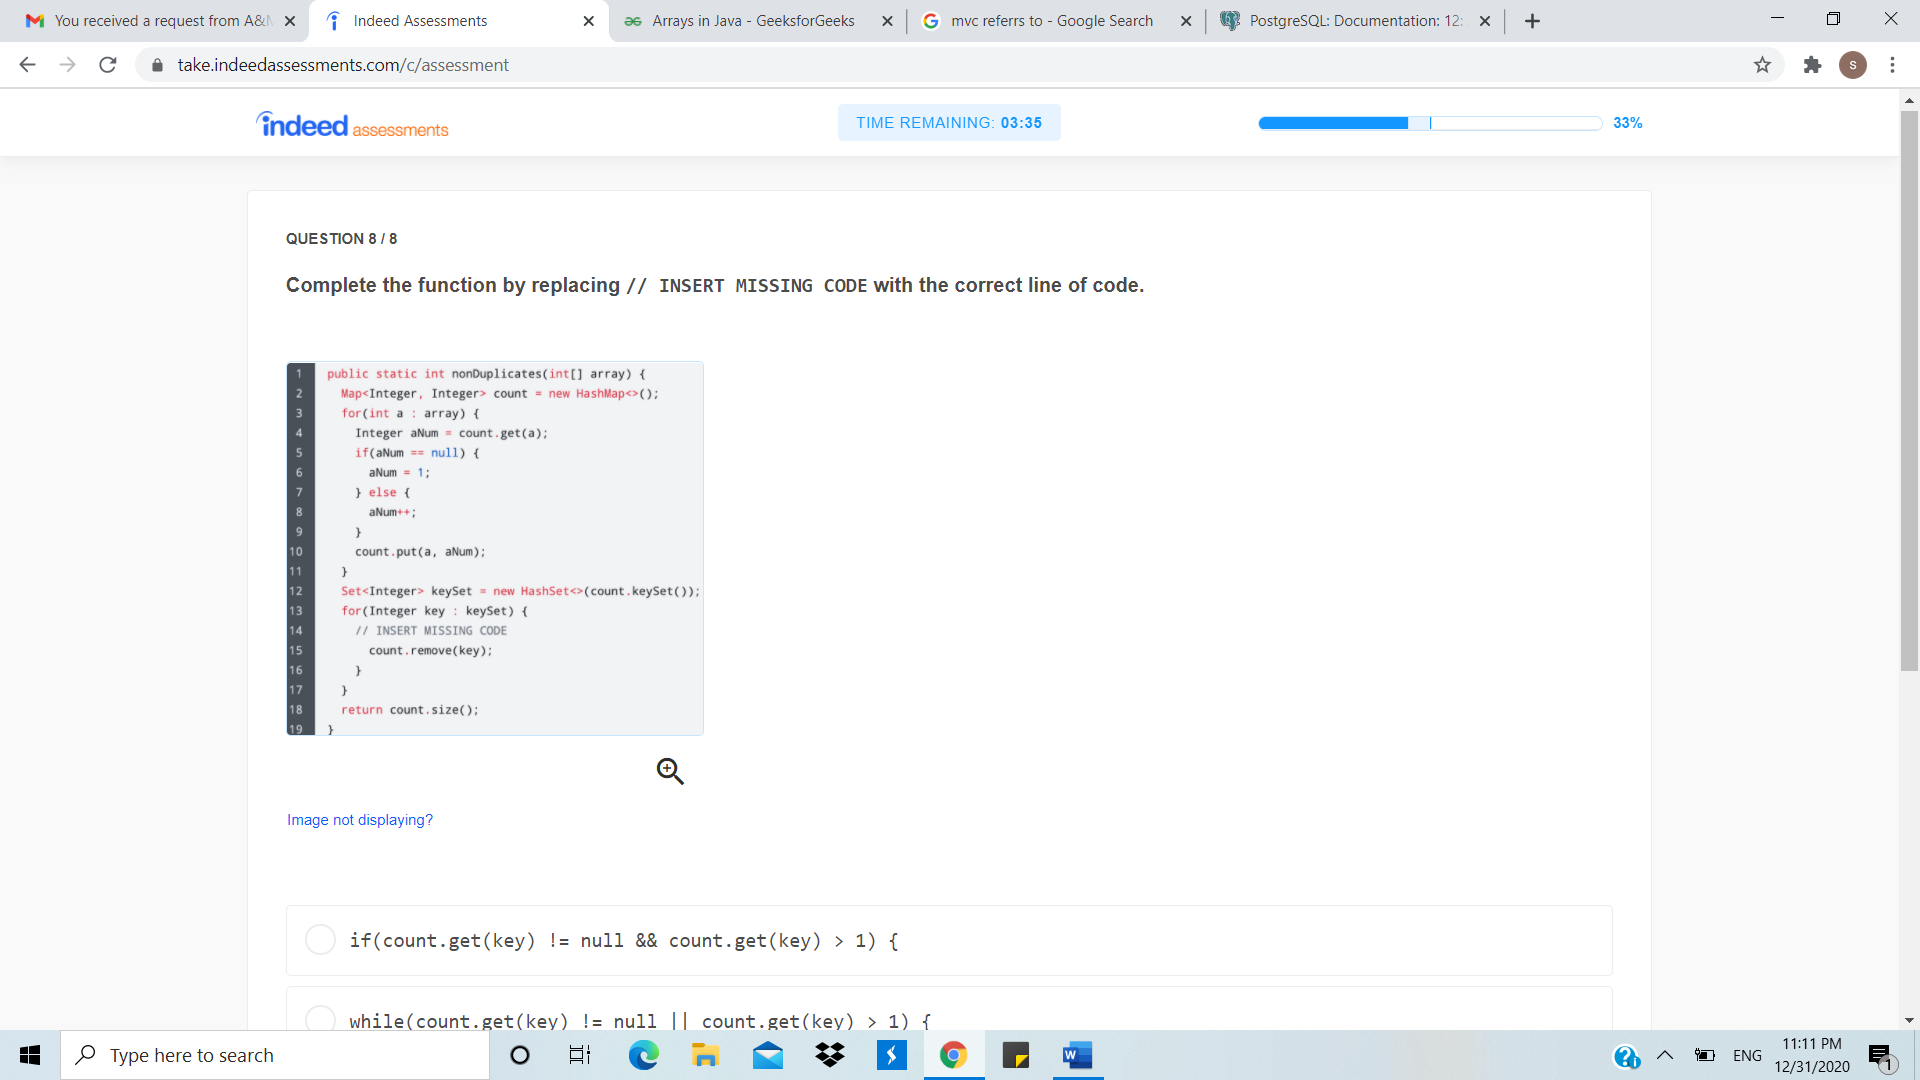 You received a request from A&
Indeed Assessments
Arrays in Java - GeeksforGeeks
mvc referrs to - Google Search
PostgreSQL: Documentation: 12:
take.indeedassessments.com/c/assessment
S
indeed assessments
TIME REMAINING: 03:35
33%
QUESTION 8 / 8
Complete the function by replacing // INSERT MISSING CODE with the correct line of code.
1 public static int nonDuplicates(int[] array) {
2 Map<Integer, Integer> count = new HashMap<>();
3 for(int a : array) {
4 Integer aNum = count.get(a);
5 if(aNum == null) {
6 aNum = 1;
7 } else {
8 aNum++;
9 }
10 count.put(a, aNum);
11 }
12 Set<Integer> keySet = new HashSet<>(count.keySet());
13 for(Integer key : keySet) {
14 // INSERT MISSING CODE
15 count.remove(key);
16 }
17 }
18 return count.size();
19 }
Image not displaying?
if(count.get(key) != null && count.get(key) > 1) {
while(count.get(key) != null || count.get(key) > 1) {
Type here to search
W
ENG
11:11 PM
12/31/2020
1